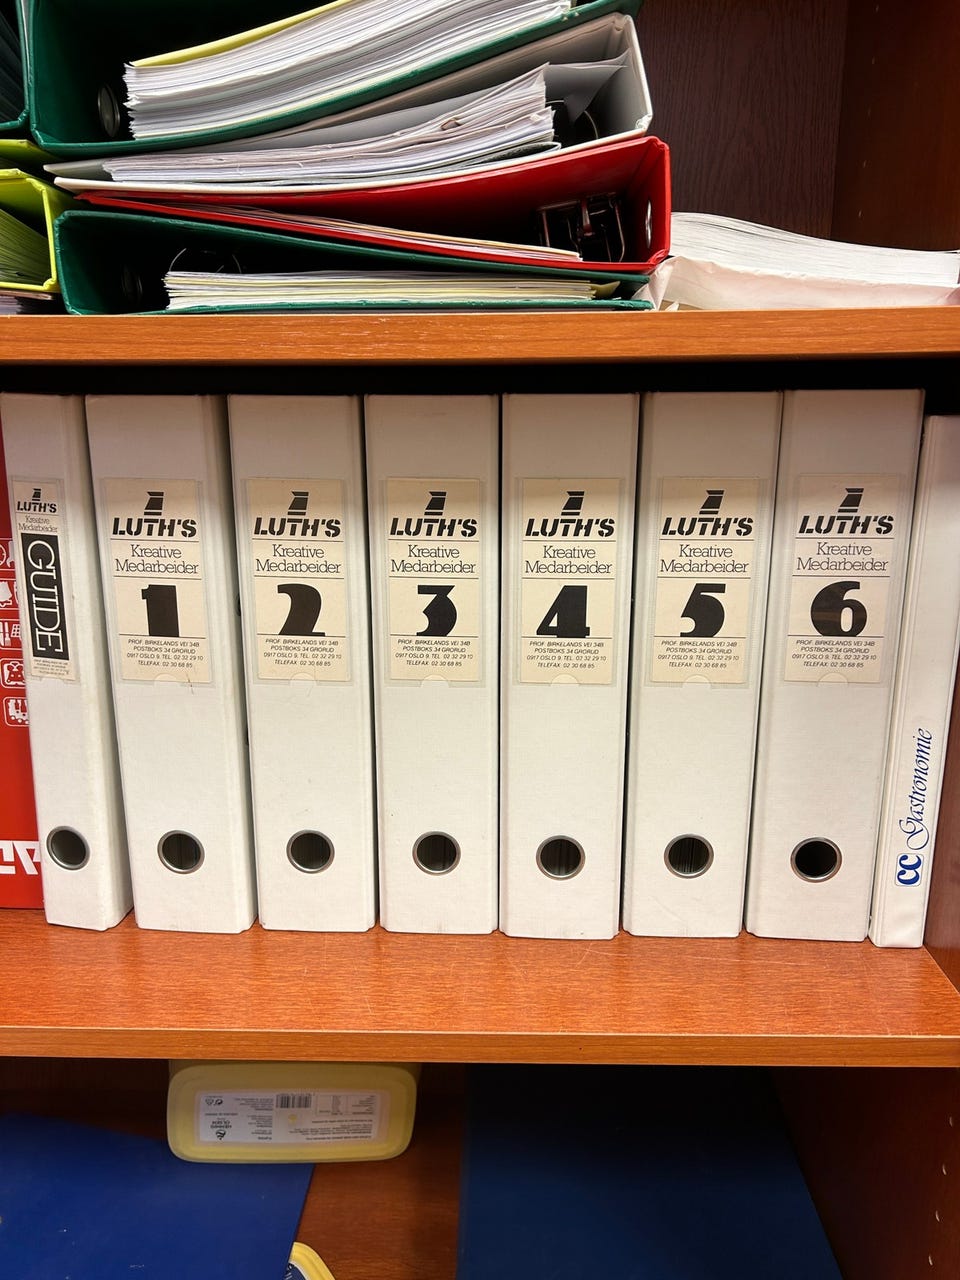 LUTH'S
Kreative
Medarbeider
GUIDE
LUTH'S
Kreative
Medarbeider
1
PROF. BIRKELANDS VEI 34B
POSTBOKS 34 GRORUD
0917 OSLO 9, TEL. 02 32 29 10
TELEFAX: 02 30 68 85
LUTH'S
Kreative
Medarbeider
2
PROF. BIRKELANDS VEI 34B
POSTBOKS 34 GRORUD
0917 OSLO 9, TEL. 02 32 29 10
TELEFAX: 02 30 68 85
LUTH'S
Kreative
Medarbeider
3
PROF. BIRKELANDS VEI 34B
POSTBOKS 34 GRORUD
0917 OSLO 9, TEL. 02 32 29 10
TELEFAX: 02 30 68 85
LUTH'S
Kreative
Medarbeider
4
PROF. BIRKELANDS VEI 34B
POSTBOKS 34 GRORUD
0917 OSLO 9, TEL. 02 32 29 10
TELEFAX: 02 30 68 85
LUTH'S
Kreative
Medarbeider
5
PROF. BIRKELANDS VEI 34B
POSTBOKS 34 GRORUD
0917 OSLO 9, TEL. 02 32 29 10
TELEFAX: 02 30 68 85
LUTH'S
Kreative
Medarbeider
6
PROF. BIRKELANDS VEI 34B
POSTBOKS 34 GRORUD
0917 OSLO 9, TEL. 02 32 29 10
TELEFAX: 02 30 68 85
CC Gastronomie
HENNIG
OLSEN